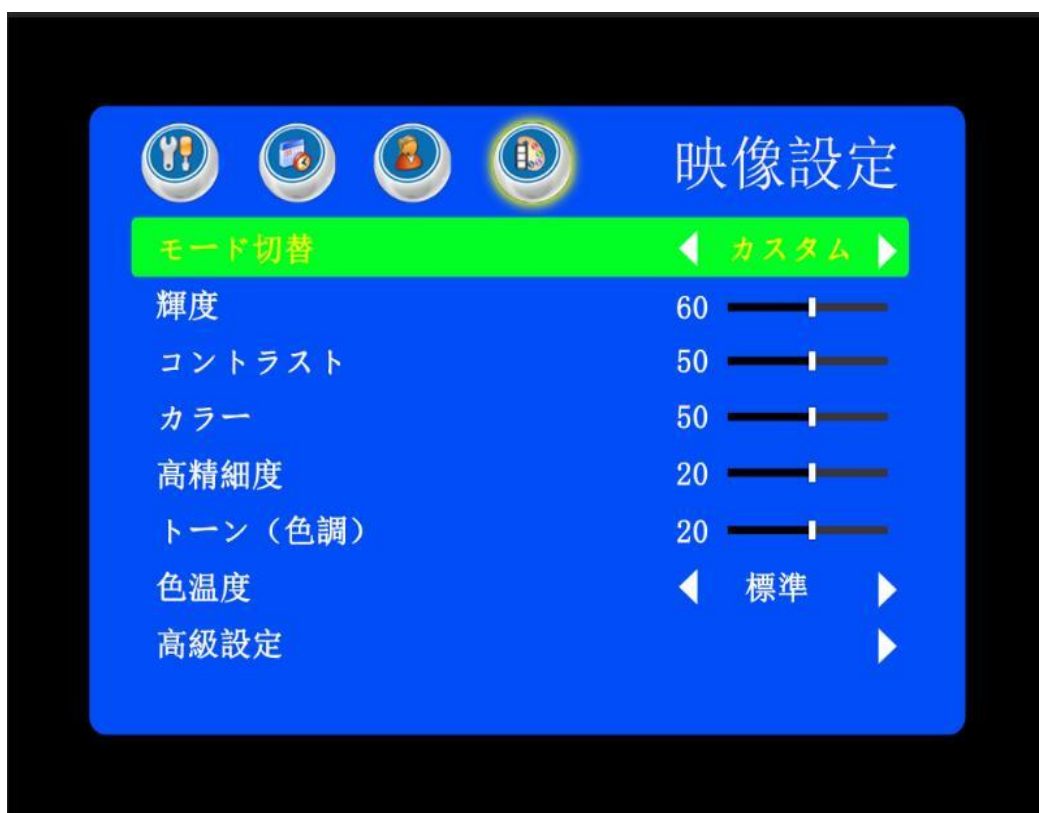 映像設定
モード切替 カスタム
輝度 60
コントラスト 50
カラー 50
高精細度 20
トーン（色調） 20
色温度 標準
高級設定